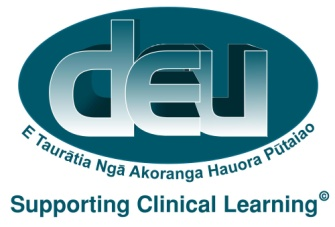 deu
E Taurātia Ngā Akoranga Hauora Pūtaiao
Supporting Clinical Learning©